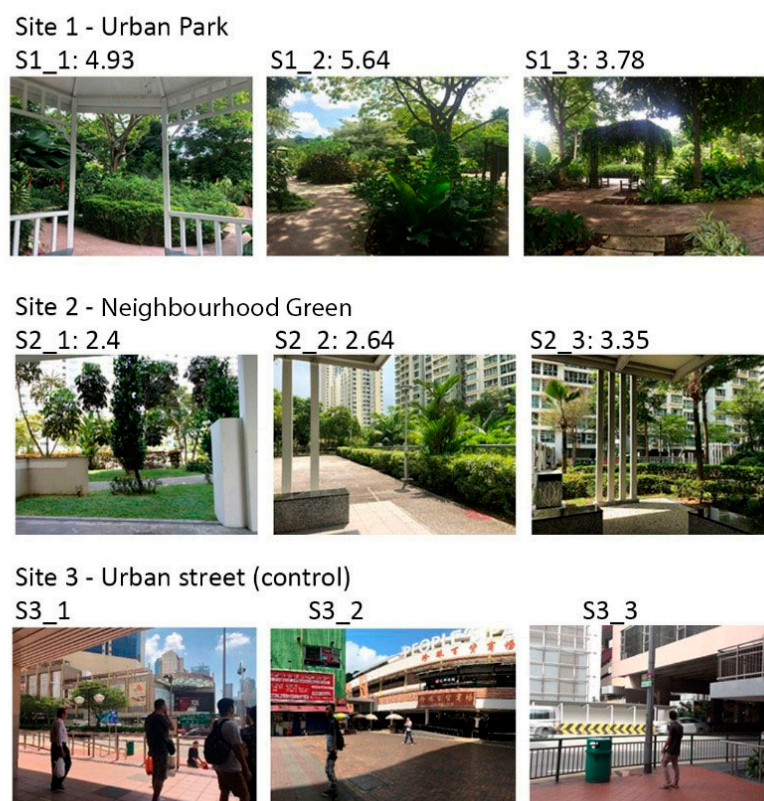 Site 1 - Urban Park
S1_1: 4.93
S1_2: 5.64
S1_3: 3.78
Site 2 - Neighbourhood Green
S2_1: 2.4
S2_2: 2.64
S2_3: 3.35
Site 3 - Urban street (control)
S3_1
S3_2
S3_3
PEOPLE'S